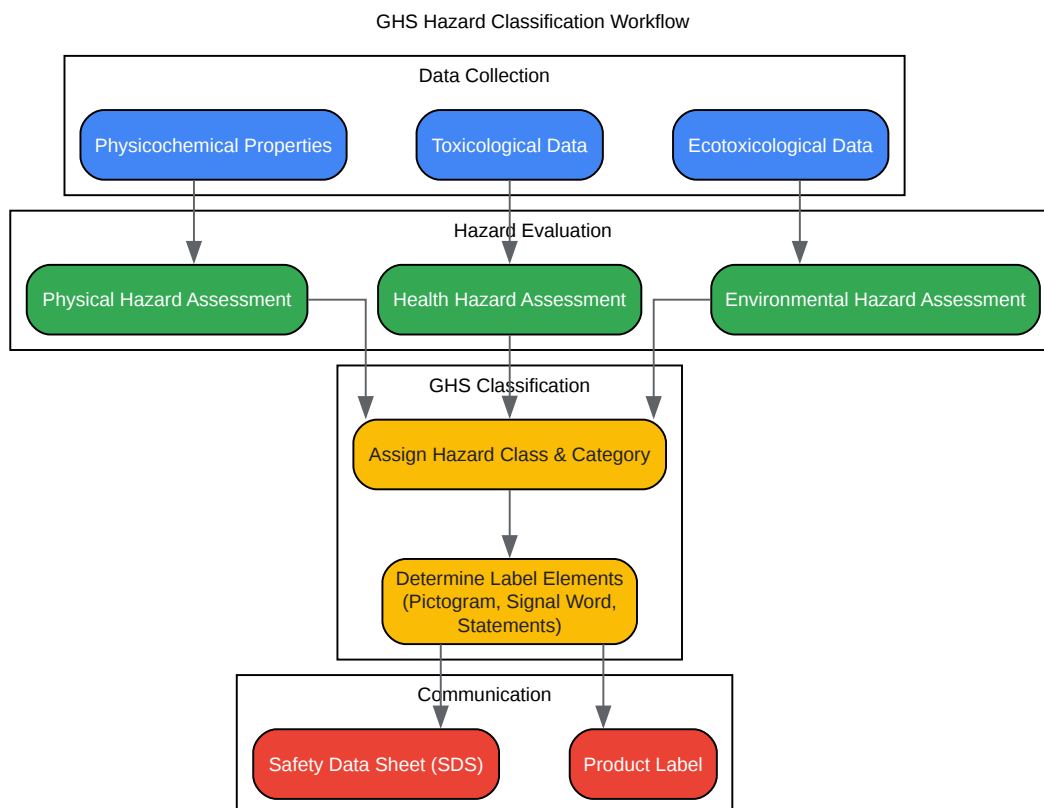 GHS Hazard Classification Workflow
Data Collection
Physicochemical Properties
Toxicological Data
Ecotoxicological Data
Hazard Evaluation
Physical Hazard Assessment
Health Hazard Assessment
Environmental Hazard Assessment
GHS Classification
Assign Hazard Class & Category
Determine Label Elements
(Pictogram, Signal Word,
Statements)
Communication
Safety Data Sheet (SDS)
Product Label